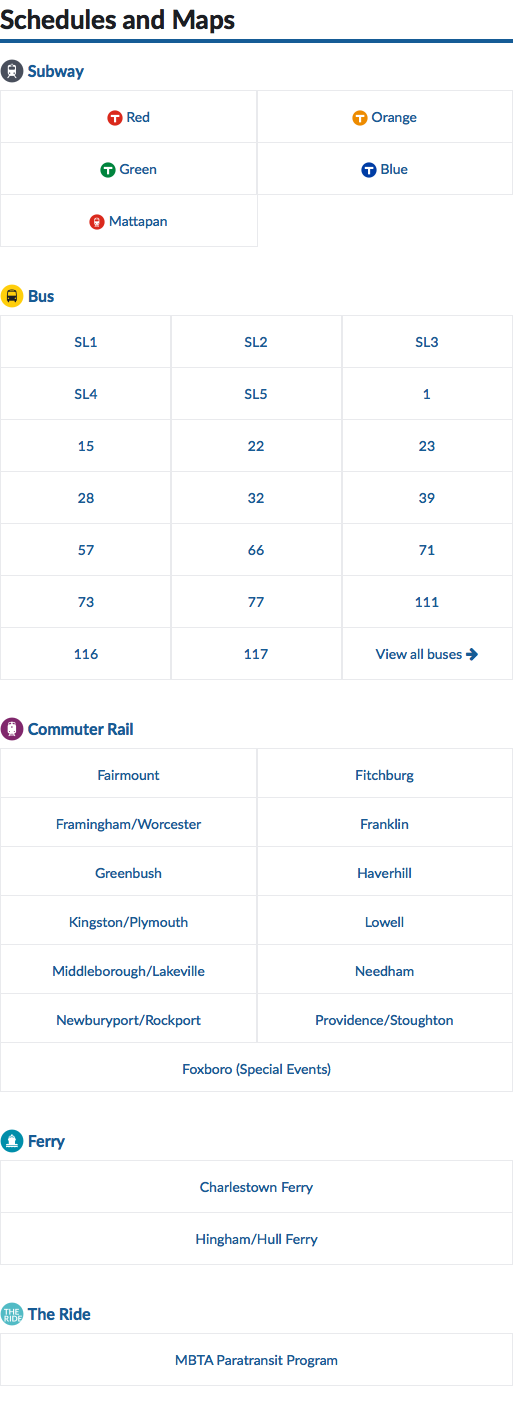 Schedules and Maps
Subway
T Red
T Orange
T Green
T Blue
Mattapan
Bus
SL1
SL2
SL3
SL4
SL5
1
15
22
23
28
32
39
57
66
71
73
77
111
116
117
View all buses
Commuter Rail
Fairmount
Fitchburg
Framingham/Worcester
Franklin
Greenbush
Haverhill
Kingston/Plymouth
Lowell
Middleborough/Lakeville
Needham
Newburyport/Rockport
Providence/Stoughton
Foxboro (Special Events)
Ferry
Charlestown Ferry
Hingham/Hull Ferry
THE
RIDE
The Ride
MBTA Paratransit Program